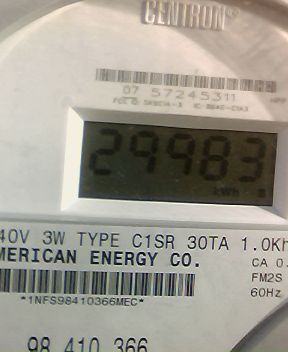 CENTRON®
07 57245311
29983
kWh
40V 3W TYPE C1SR 30TA 1.0Kh
MERICAN ENERGY CO.
CA 0.
FM2S
60Hz
*1NFS98410366MEC*
98 410 366